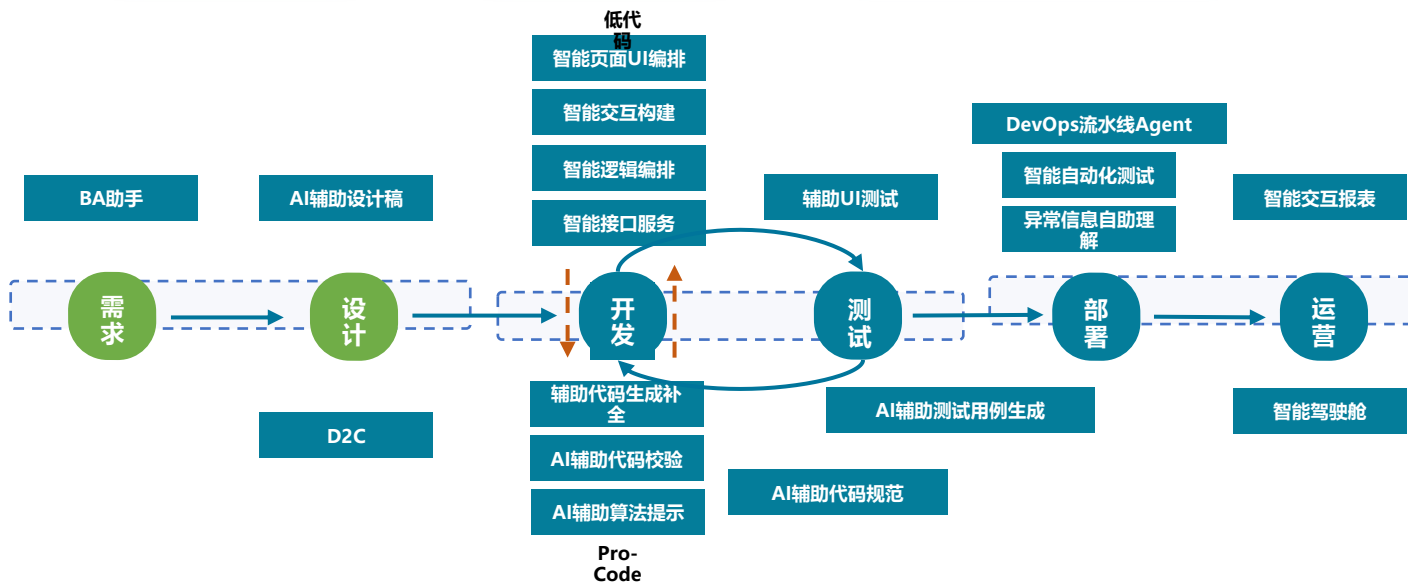 低代
码
智能页面UI编排
智能交互构建
智能逻辑编排
智能接口服务
DevOps流水线Agent
智能自动化测试
异常信息自助理
解
BA助手
AI辅助设计稿
辅助UI测试
智能交互报表
需
求
设
计
开
发
测
试
部
署
运
营
D2C
辅助代码生成补
全
AI辅助代码校验
AI辅助算法提示
AI辅助测试用例生成
AI辅助代码规范
智能驾驶舱
Pro-
Code